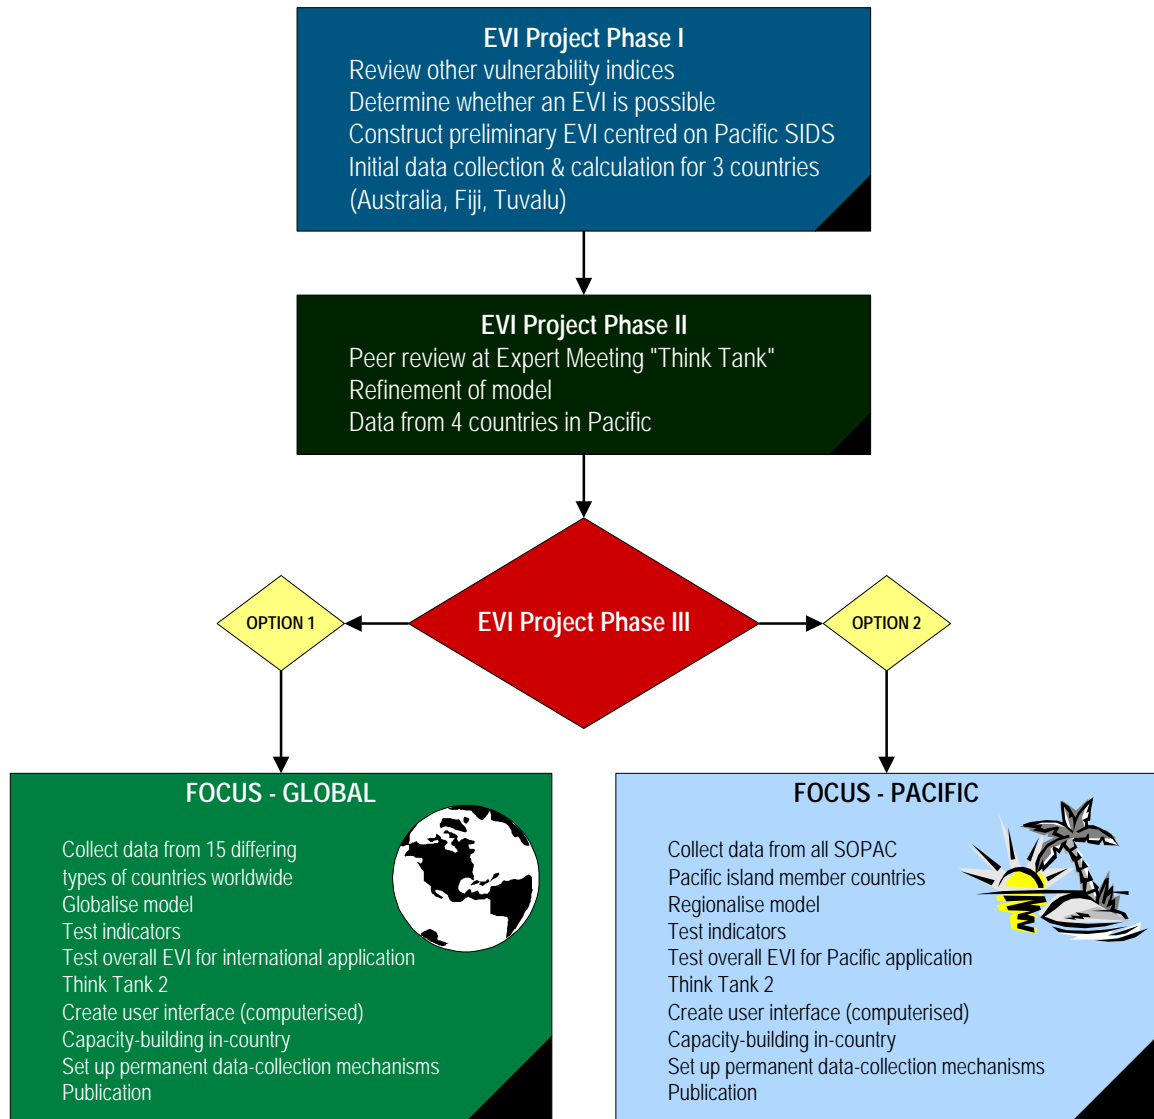 EVI Project Phase I
Review other vulnerability indices
Determine whether an EVI is possible
Construct preliminary EVI centred on Pacific SIDS
Initial data collection & calculation for 3 countries
(Australia, Fiji, Tuvalu)
EVI Project Phase II
Peer review at Expert Meeting "Think Tank"
Refinement of model
Data from 4 countries in Pacific
OPTION 1
EVI Project Phase III
OPTION 2
FOCUS - GLOBAL
Collect data from 15 differing
types of countries worldwide
Globalise model
Test indicators
Test overall EVI for international application
Think Tank 2
Create user interface (computerised)
Capacity-building in-country
Set up permanent data-collection mechanisms
Publication
FOCUS - PACIFIC
Collect data from all SOPAC
Pacific island member countries
Regionalise model
Test indicators
Test overall EVI for Pacific application
Think Tank 2
Create user interface (computerised)
Capacity-building in-country
Set up permanent data-collection mechanisms
Publication